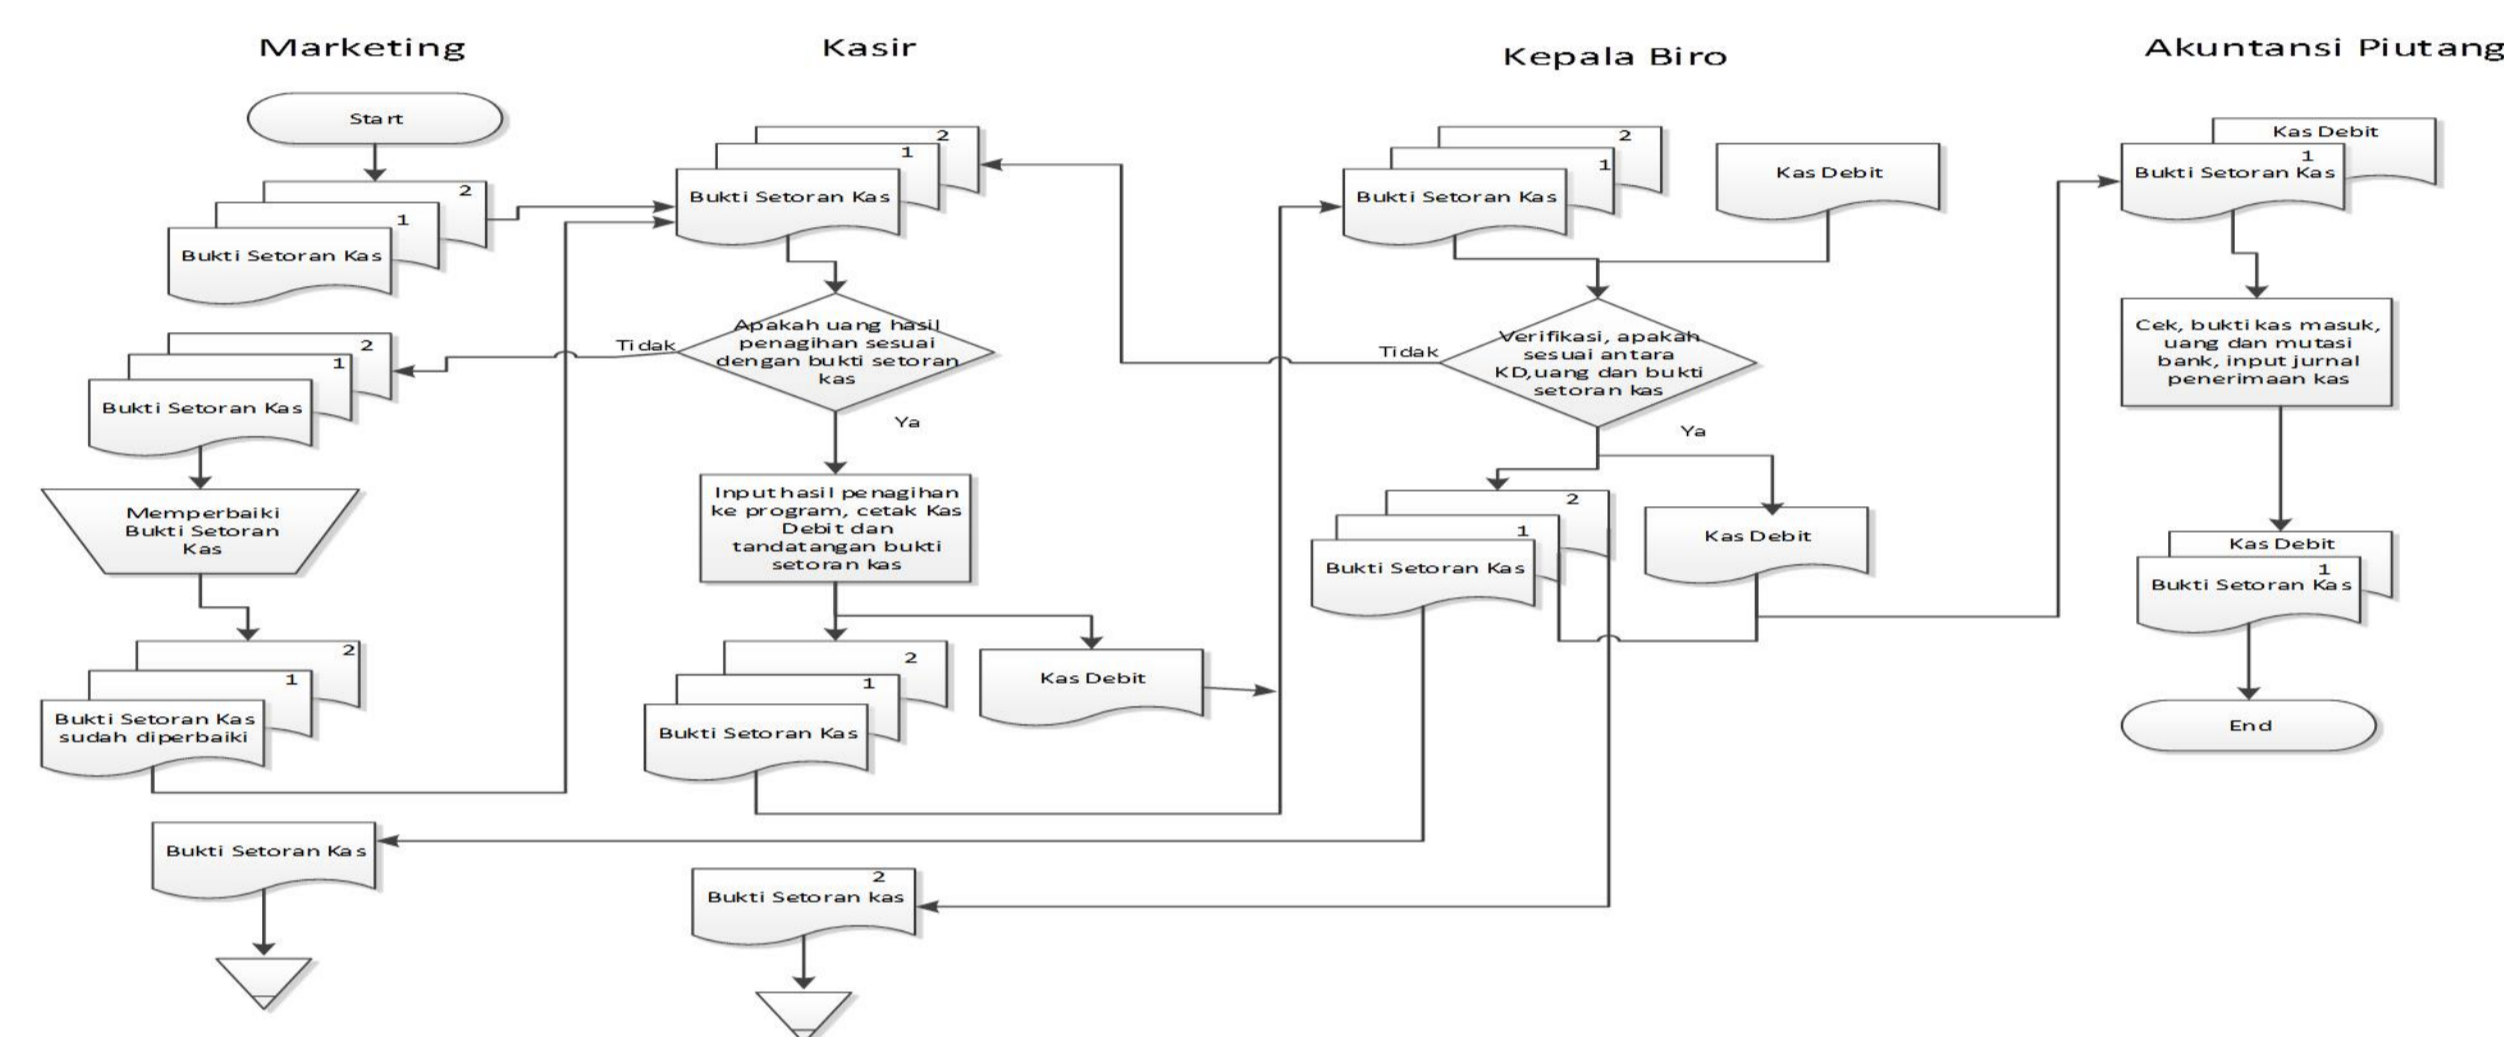 Marketing
Start
2
1
Bukti Setoran Kas
2
1
Bukti Setoran Kas
Memperbaiki
Bukti Setoran
Kas
2
1
Bukti Setoran Kas
sudah diperbaiki
Bukti Setoran Kas
Kasir
2
1
Bukti Setoran Kas
Apakah uang hasil
penagihan sesuai
dengan bukti setoran
kas
Tidak
Ya
Input hasil penagihan
ke program, cetak Kas
Debit dan
tandatangan bukti
setoran kas
2
1
Bukti Setoran Kas
Kas Debit
2
Bukti Setoran kas
Kepala Biro
2
1
Bukti Setoran Kas
Kas Debit
Verifikasi, apakah
sesuai antara
KD,uang dan bukti
setoran kas
Tidak
Ya
2
1
Bukti Setoran Kas
Kas Debit
Akuntansi Piutang
Kas Debit
1
Bukti Setoran Kas
Cek, bukti kas masuk,
uang dan mutasi
bank, input jurnal
penerimaan kas
Kas Debit
1
Bukti Setoran Kas
End